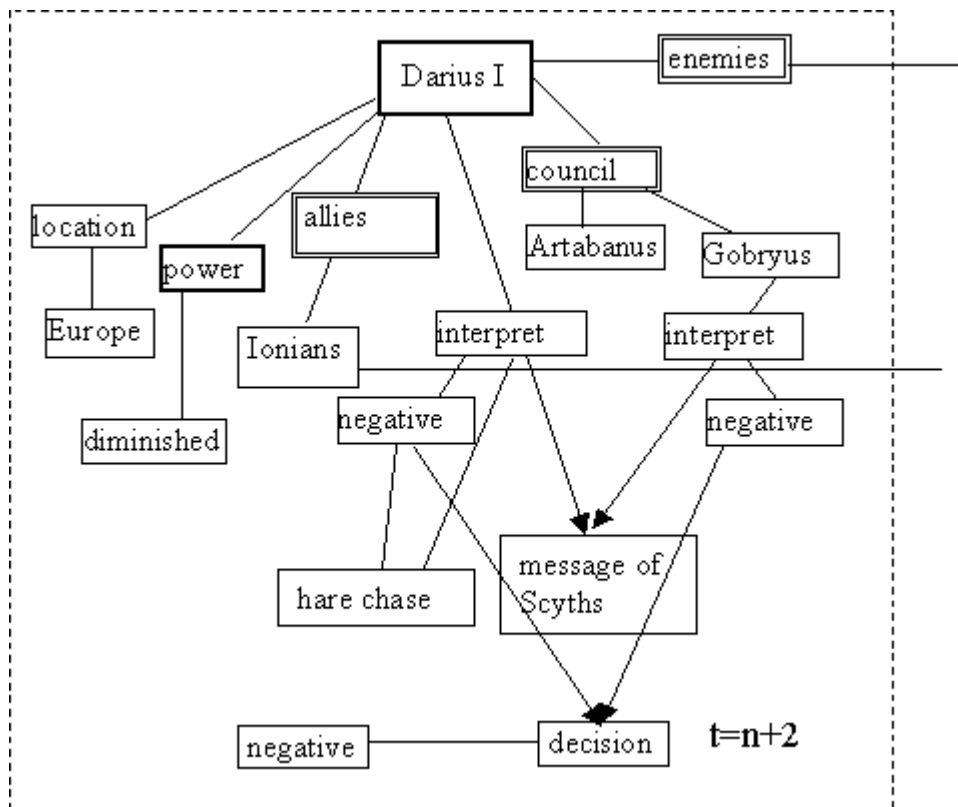 enemies
Darius I
council
location
allies
Artabanus
Gobryus
power
Europe
Ionians
interpret
interpret
negative
negative
diminished
message of
Scyths
hare chase
t=n+2
negative
decision